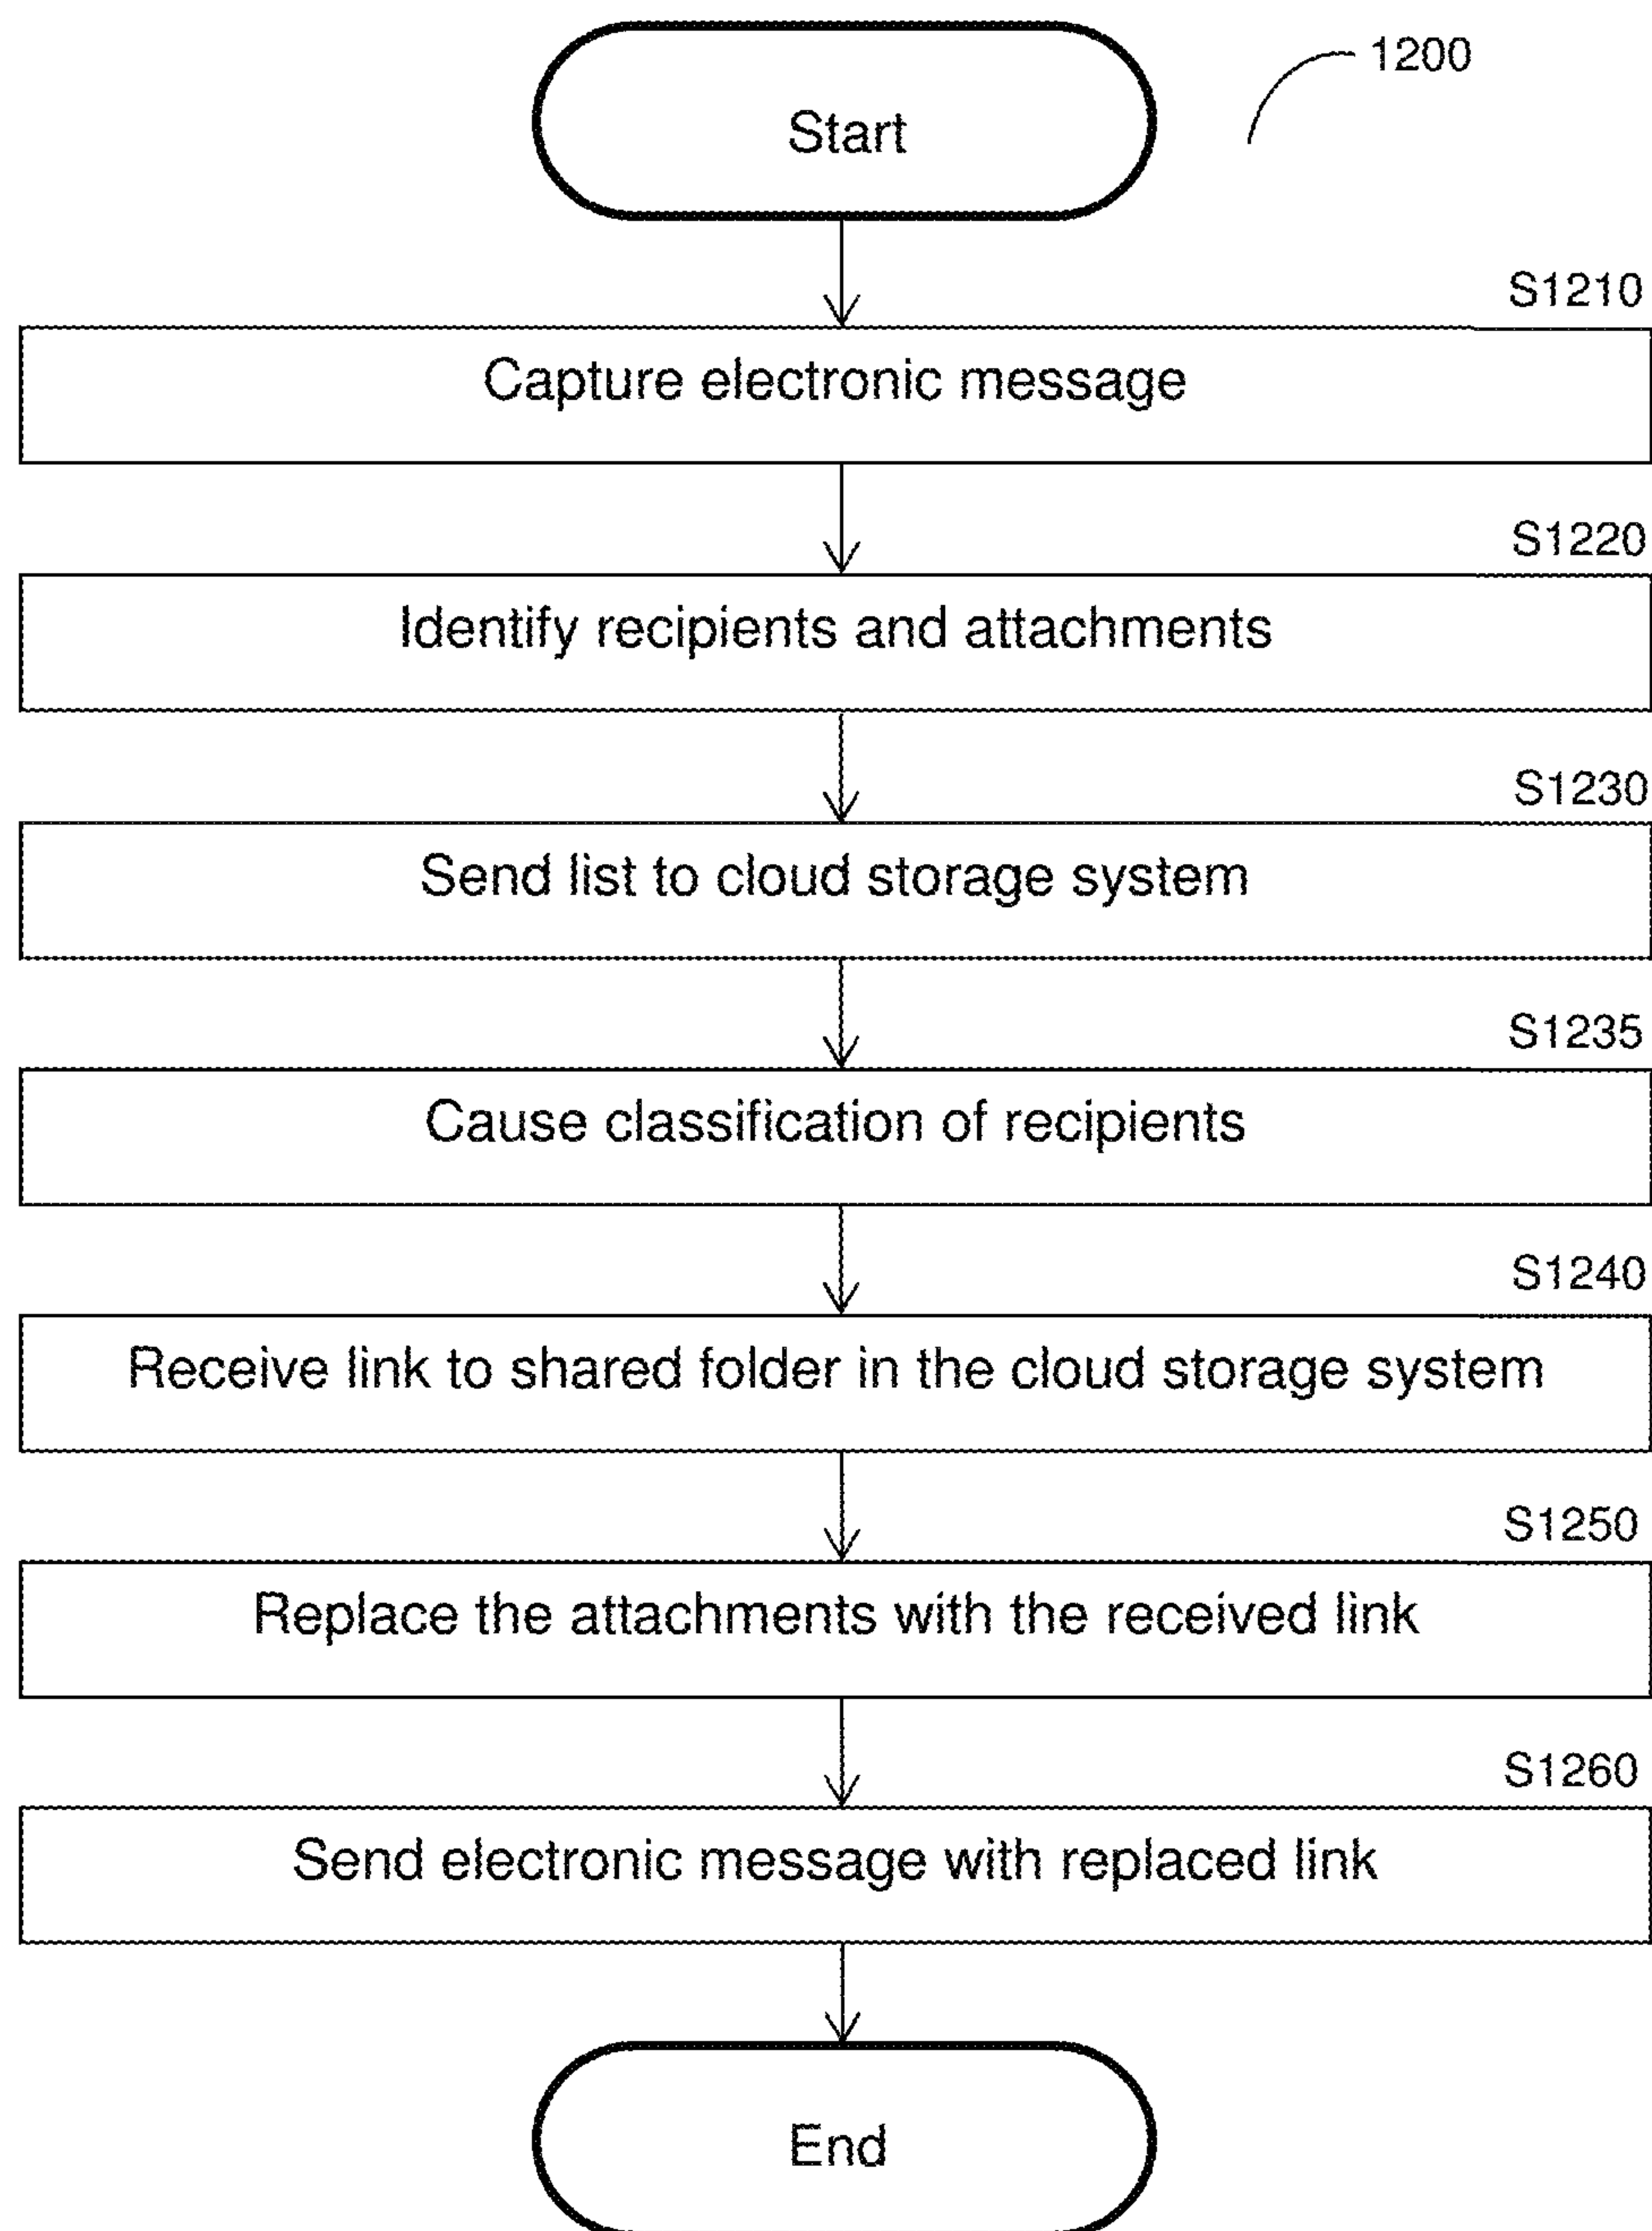 1200
Start
S1210
Capture electronic message
S1220
Identify recipients and attachments
S1230
Send list to cloud storage system
S1235
Cause classification of recipients
S1240
Receive link to shared folder in the cloud storage system
S1250
Replace the attachments with the received link
S1260
Send electronic message with replaced link
End